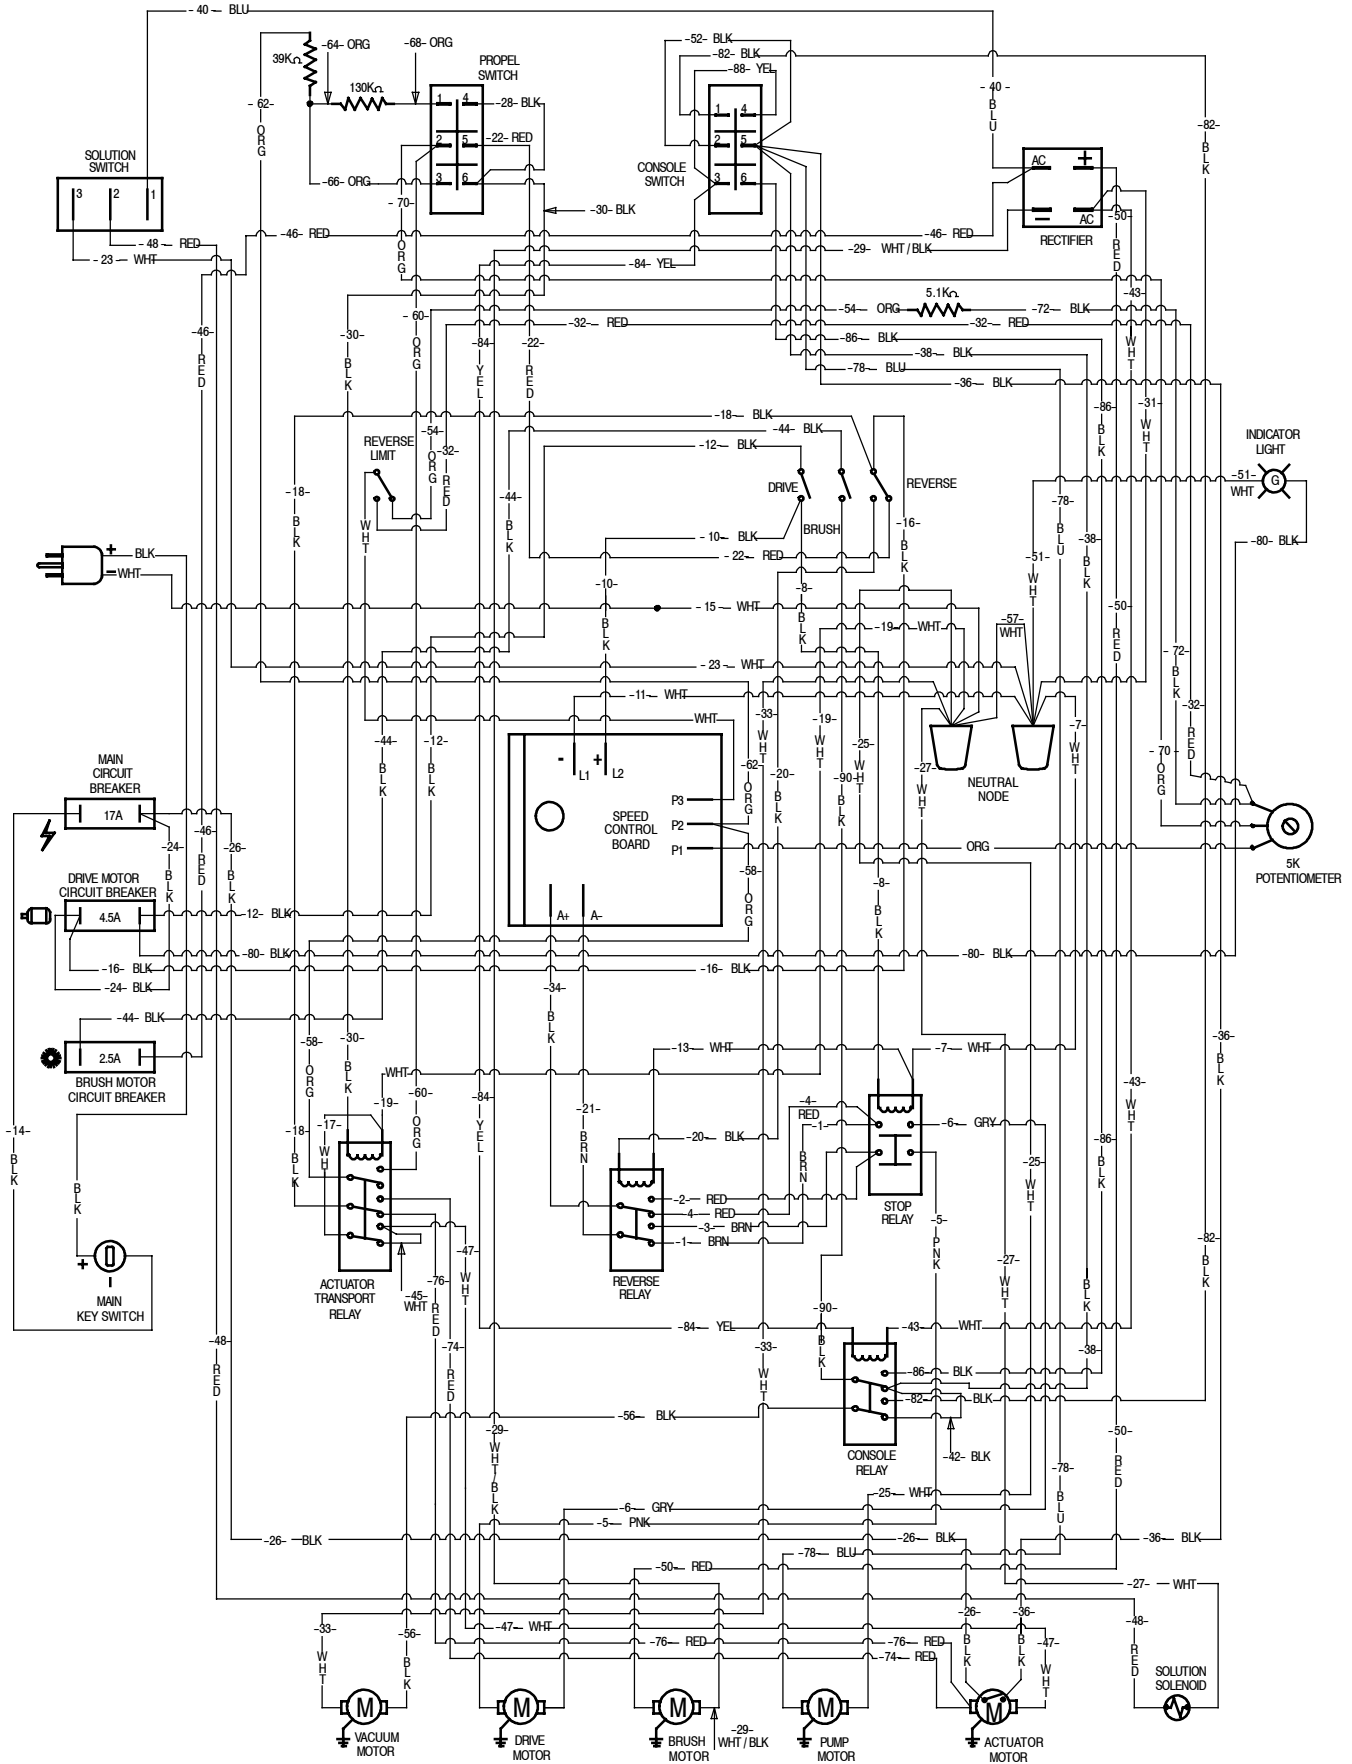 - 40 - BLU
39KΩ
-64- ORG
-68- ORG
130KΩ
PROPEL
SWITCH
-52- BLK
-82- BLK
-88- YEL
- 62-
ORG
1 4
2 5
3 6
-28- BLK
-22- RED
-66- ORG
- 70-
ORG
-30- BLK
CONSOLE
SWITCH
1 4
2 5
3 6
- 40 -
BLU
-82-
BLK
SOLUTION
SWITCH
3 2 1
AC +
- AC
RECTIFIER
-50-
RED
- 48 - RED
- 23 - WHT
-46- RED
-46- RED
-29- WHT / BLK
-84- YEL
5.1KΩ
-54- ORG
-72- BLK
-43-
WHT
-32- RED
-32- RED
-46-
RED
-30-
BLK
- 60-
ORG
-84-
YEL
-22-
RED
-86- BLK
-38- BLK
-78- BLU
-36- BLK
-31-
WHT
-86-
BLK
-18- BLK
-44- BLK
-12- BLK
REVERSE
LIMIT
-54-
ORG
-32-
RED
INDICATOR
LIGHT
G
-51-
WHT
DRIVE
BRUSH
REVERSE
-18-
BLK
WHT
-44-
BLK
-16-
BLK
-78-
BLU
-80- BLK
+ BLK
- WHT
- 10- BLK
- 22- RED
-38-
BLK
-51-
WHT
-10-
BLK
-8-
BLK
- 15 - WHT
-19- WHT
-57-
WHT
-50-
RED
- 23 - WHT
- 72-
BLK
-11- WHT
WHT
-33-
WHT
-19-
WHT
-7-
WHT
-32-
RED
-44-
BLK
-12-
BLK
- +
L1 L2
-62-
ORG
-20-
BLK
-90-
BLK
-25-
WHT
-27-
WHT
NEUTRAL
NODE
- 70 -
ORG
MAIN
CIRCUIT
BREAKER
17A
SPEED
CONTROL
BOARD
P3
P2
P1
ORG
5K
POTENTIOMETER
-24-
BLK
-46-
RED
-26-
BLK
DRIVE MOTOR
CIRCUIT BREAKER
4.5A
-12- BLK
-58-
ORG
-8-
BLK
A+ A-
-80- BLK
-80- BLK
-16- BLK
-16- BLK
-24- BLK
-34-
BLK
-44- BLK
2.5A
BRUSH MOTOR
CIRCUIT BREAKER
-58-
ORG
-30-
BLK
WHT
-19-
-60-
ORG
-13- WHT
-7- WHT
-36-
BLK
-43-
WHT
-84-
YEL
-21-
BRN
-4-
RED
-1-
BRN
-6- GRY
-14-
BLK
BLK
-18-
BLK
-17-
WH
-20- BLK
-86-
BLK
-25-
WHT
-2- RED
-4- RED
-3- BRN
-1- BRN
STOP
RELAY
-5-
PNK
+
-
MAIN
KEY SWITCH
ACTUATOR
TRANSPORT
RELAY
-45-
WHT
-47-
WHT
-76-
RED
REVERSE
RELAY
-27-
WHT
-82-
BLK
BLK
-38-
-90-
BLK
-84- YEL
-43- WHT
-48-
RED
-74-
RED
-33-
WHT
-86- BLK
-82- BLK
-42- BLK
CONSOLE
RELAY
-56- BLK
-29-
WHT/BLK
-50-
RED
-78-
BLU
-25- WHT
-6- GRY
-5- PNK
-26- BLK
-26- BLK
-36- BLK
-78- BLU
-50- RED
-27- WHT
-33-
WHT
-56-
BLK
-47- WHT
-76- RED
-76- RED
-74- RED
-26-
BLK
-36-
BLK
-47-
WHT
-48-
RED
SOLUTION
SOLENOID
M
VACUUM
MOTOR
M
DRIVE
MOTOR
M
BRUSH
MOTOR
-29-
WHT / BLK
M
PUMP
MOTOR
M
ACTUATOR
MOTOR